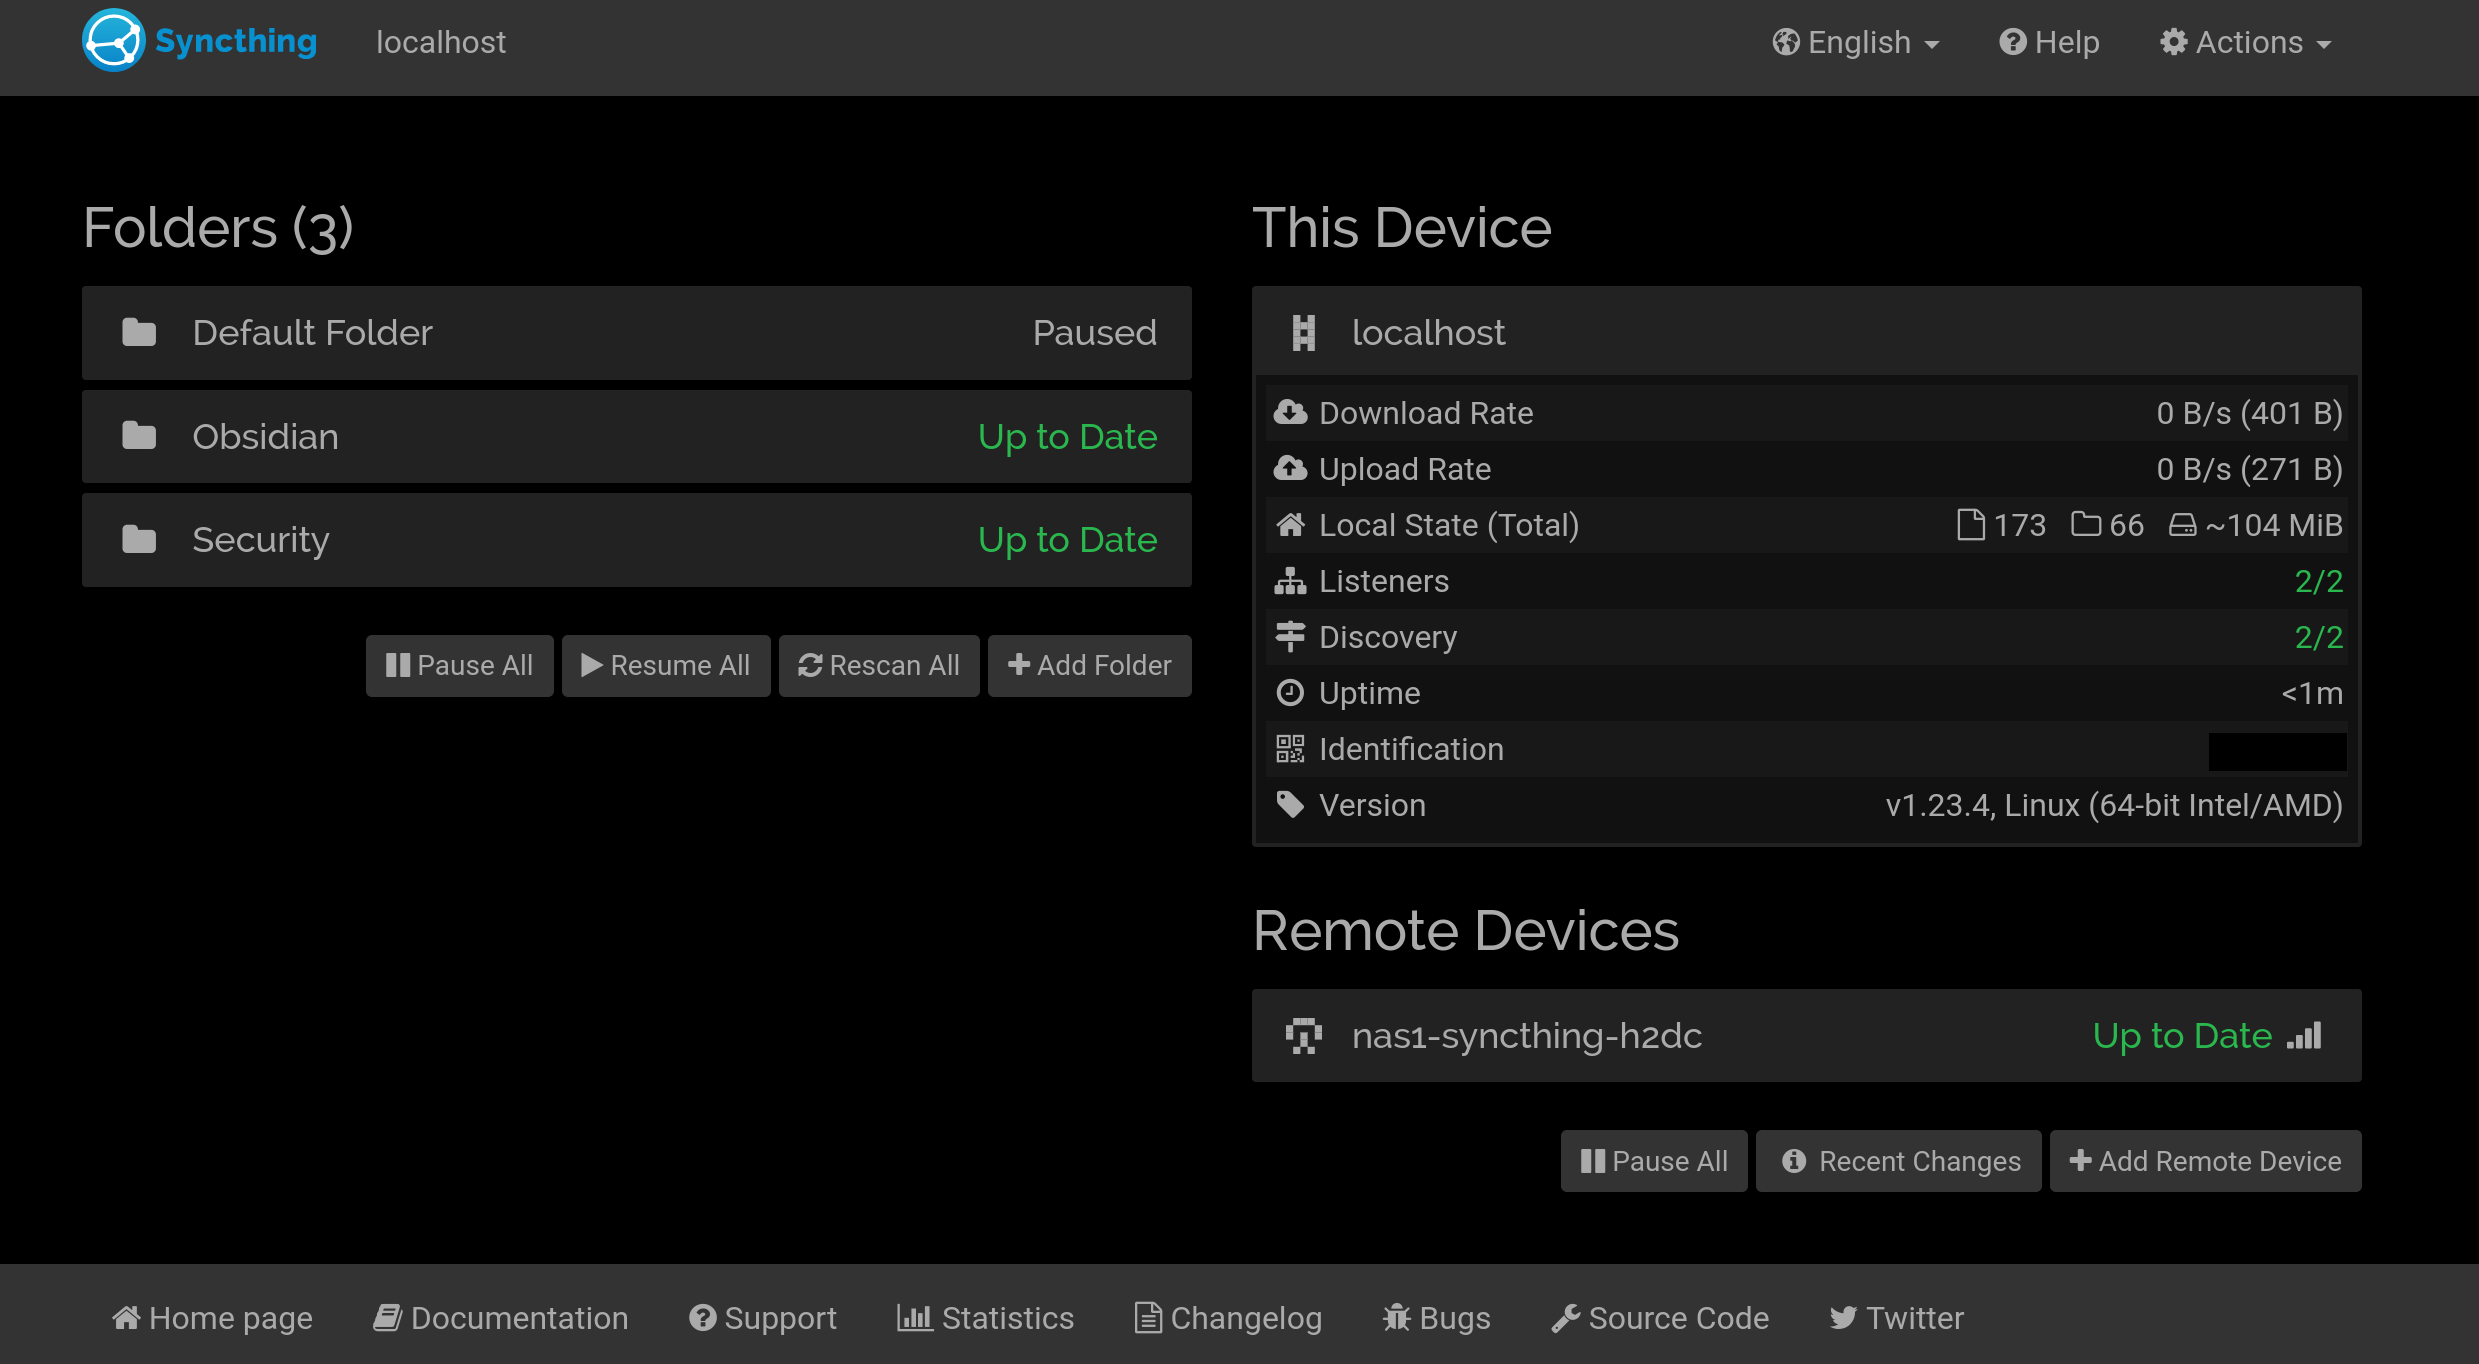 Syncthing localhost English Help Actions
Folders (3)
Default Folder Paused
Obsidian Up to Date
Security Up to Date
Pause All Resume All Rescan All Add Folder
This Device
localhost
Download Rate 0 B/s (401 B)
Upload Rate 0 B/s (271 B)
Local State (Total) 173 66 ~104 MiB
Listeners 2/2
Discovery 2/2
Uptime <1m
Identification
Version v1.23.4, Linux (64-bit Intel/AMD)
Remote Devices
nas1-syncthing-h2dc Up to Date
Pause All Recent Changes Add Remote Device
Home page Documentation Support Statistics Changelog Bugs Source Code Twitter